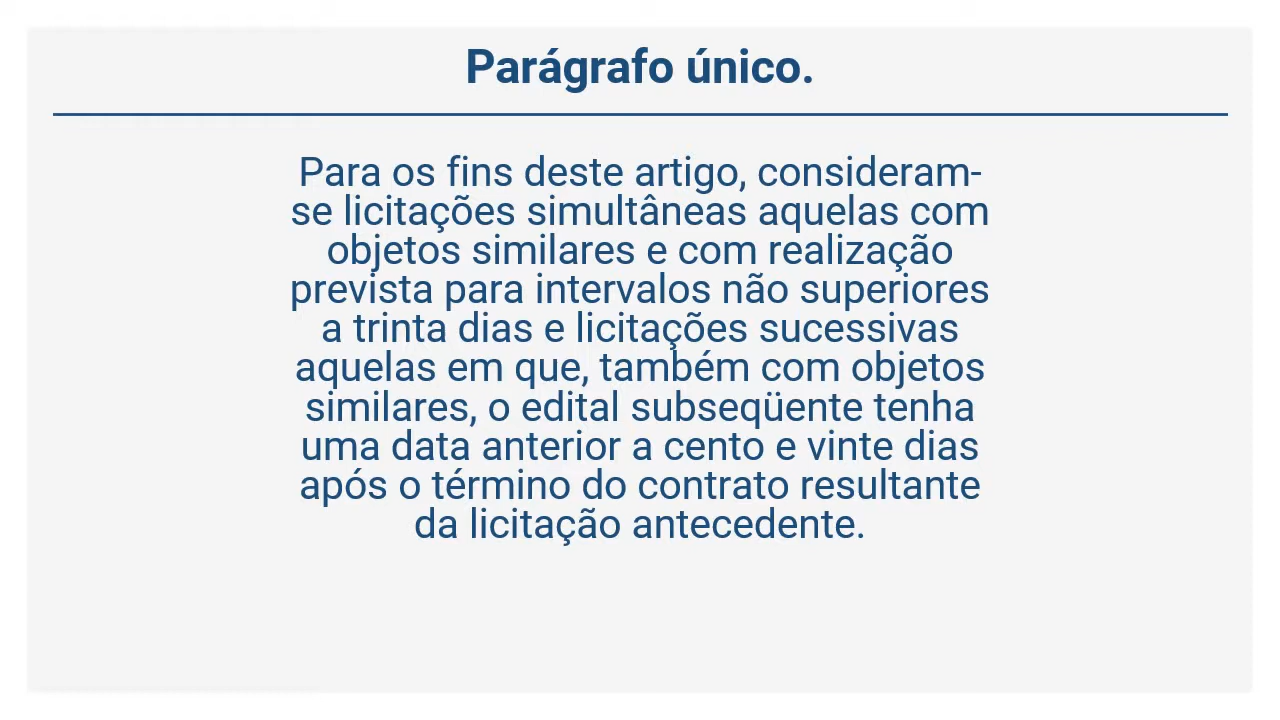 Parágrafo único.
Para os fins deste artigo, consideram-
se licitações simultâneas aquelas com
objetos similares e com realização
prevista para intervalos não superiores
a trinta dias e licitações sucessivas
aquelas em que, também com objetos
similares, o edital subseqüente tenha
uma data anterior a cento e vinte dias
após o término do contrato resultante
da licitação antecedente.